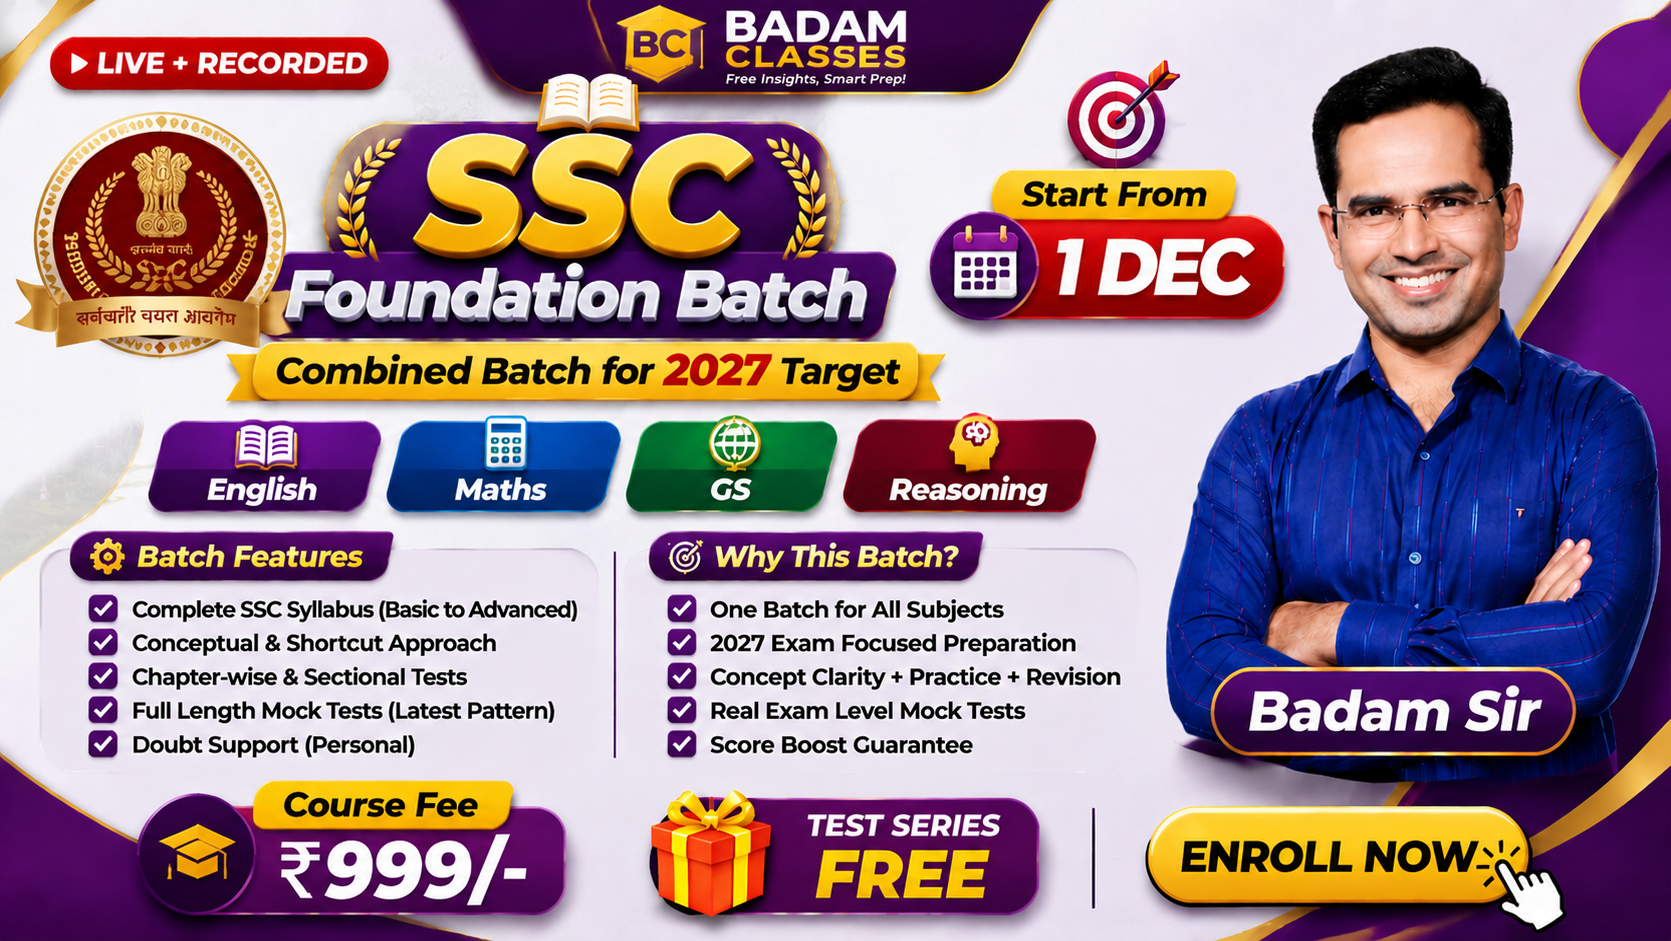 LIVE + RECORDED
BCI
BADAM
CLASSES
Free Insights, Smart Prep!
SSC
Foundation Batch
Combined Batch for 2027 Target
Start From
1 DEC
English
Maths
GS
Reasoning
Batch Features
Complete SSC Syllabus (Basic to Advanced)
Conceptual & Shortcut Approach
Chapter-wise & Sectional Tests
Full Length Mock Tests (Latest Pattern)
Doubt Support (Personal)
Why This Batch?
One Batch for All Subjects
2027 Exam Focused Preparation
Concept Clarity + Practice + Revision
Real Exam Level Mock Tests
Score Boost Guarantee
Badam Sir
Course Fee
₹999/-
TEST SERIES
FREE
ENROLL NOW